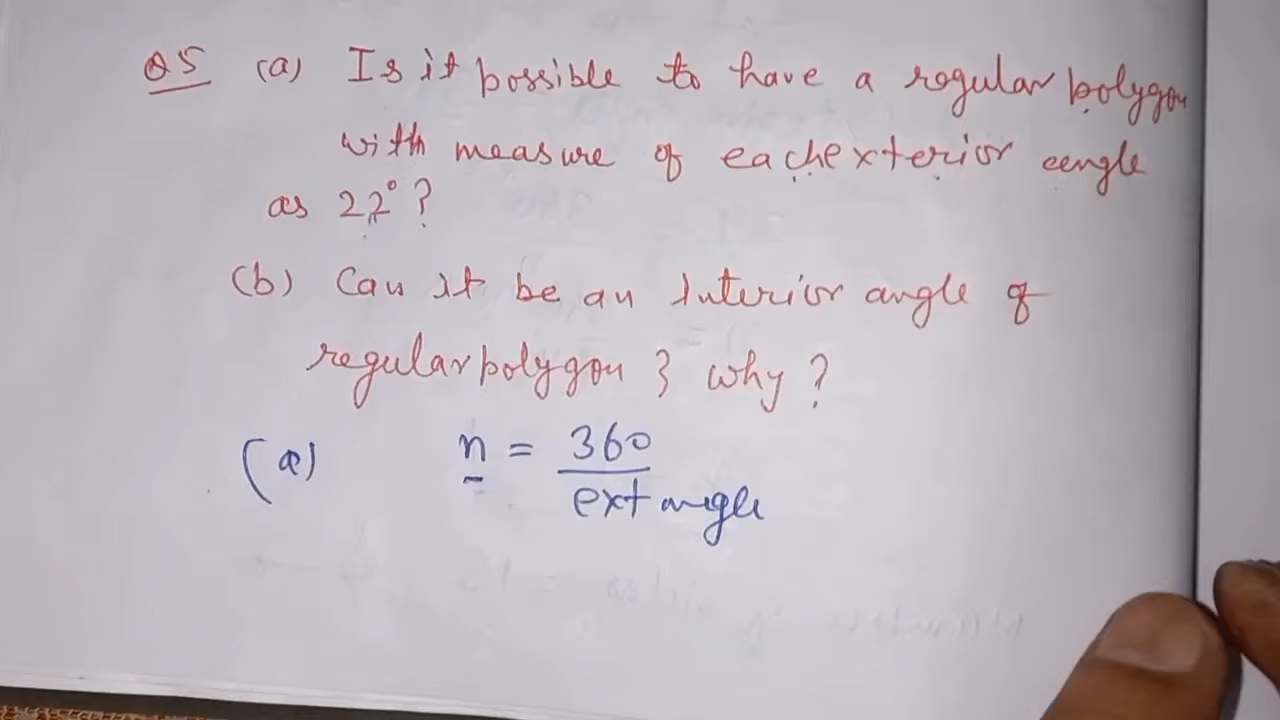 Q5 (a) Is it possible to have a regular polygon
with measure of each exterior angle
as 22°?
(b) Can it be an interior angle of
regular polygon ? why ?
(a) n = 360
ext angle